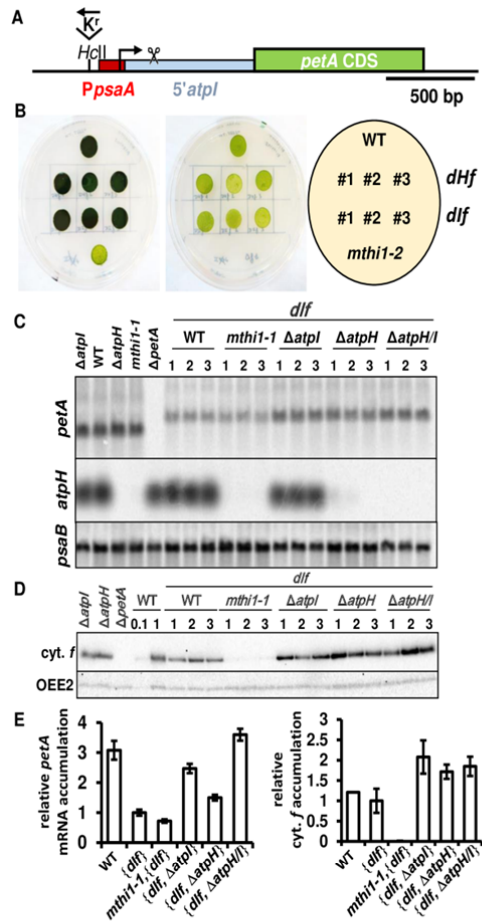 A
Kʳ
HcII
petA CDS
PpsaA 5'atpI
500 bp
B
WT
#1 #2 #3 dHf
#1 #2 #3 dIf
mthi1-2
C
dIf
ΔatpI WT ΔatpH mthi1-1 ΔpetA WT mthi1-1 ΔatpI ΔatpH ΔatpH/I
1 2 3 1 2 3 1 2 3 1 2 3 1 2 3
petA
atpH
psaB
D
dIf
ΔatpI ΔatpH ΔpetA WT WT mthi1-1 ΔatpI ΔatpH ΔatpH/I
0.1 1 1 2 3 1 2 3 1 2 3 1 2 3 1 2 3
cyt. f
OEE2
E
relative petA
mRNA accumulation
4
3
2
1
0
WT
{dIf}
mthi1-1,{dIf}
{dIf, ΔatpI}
{dIf, ΔatpH}
{dIf, ΔatpH/I}
relative
cyt. f accumulation
3
2.5
2
1.5
1
0.5
0
WT
{dIf}
mthi1-1, {dIf}
{dIf, ΔatpI}
{dIf, ΔatpH}
{dIf, ΔatpH/I}